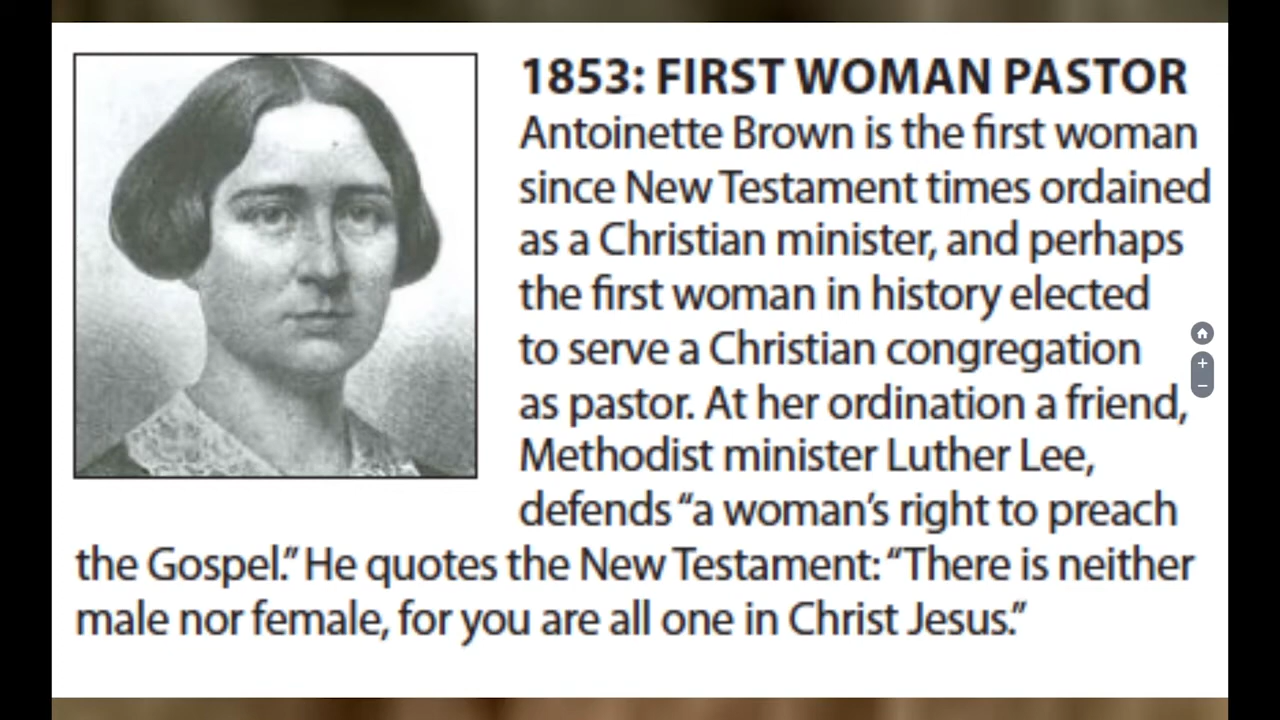 1853: FIRST WOMAN PASTOR
Antoinette Brown is the first woman
since New Testament times ordained
as a Christian minister, and perhaps
the first woman in history elected
to serve a Christian congregation
as pastor. At her ordination a friend,
Methodist minister Luther Lee,
defends “a woman’s right to preach
the Gospel.” He quotes the New Testament: “There is neither
male nor female, for you are all one in Christ Jesus.”